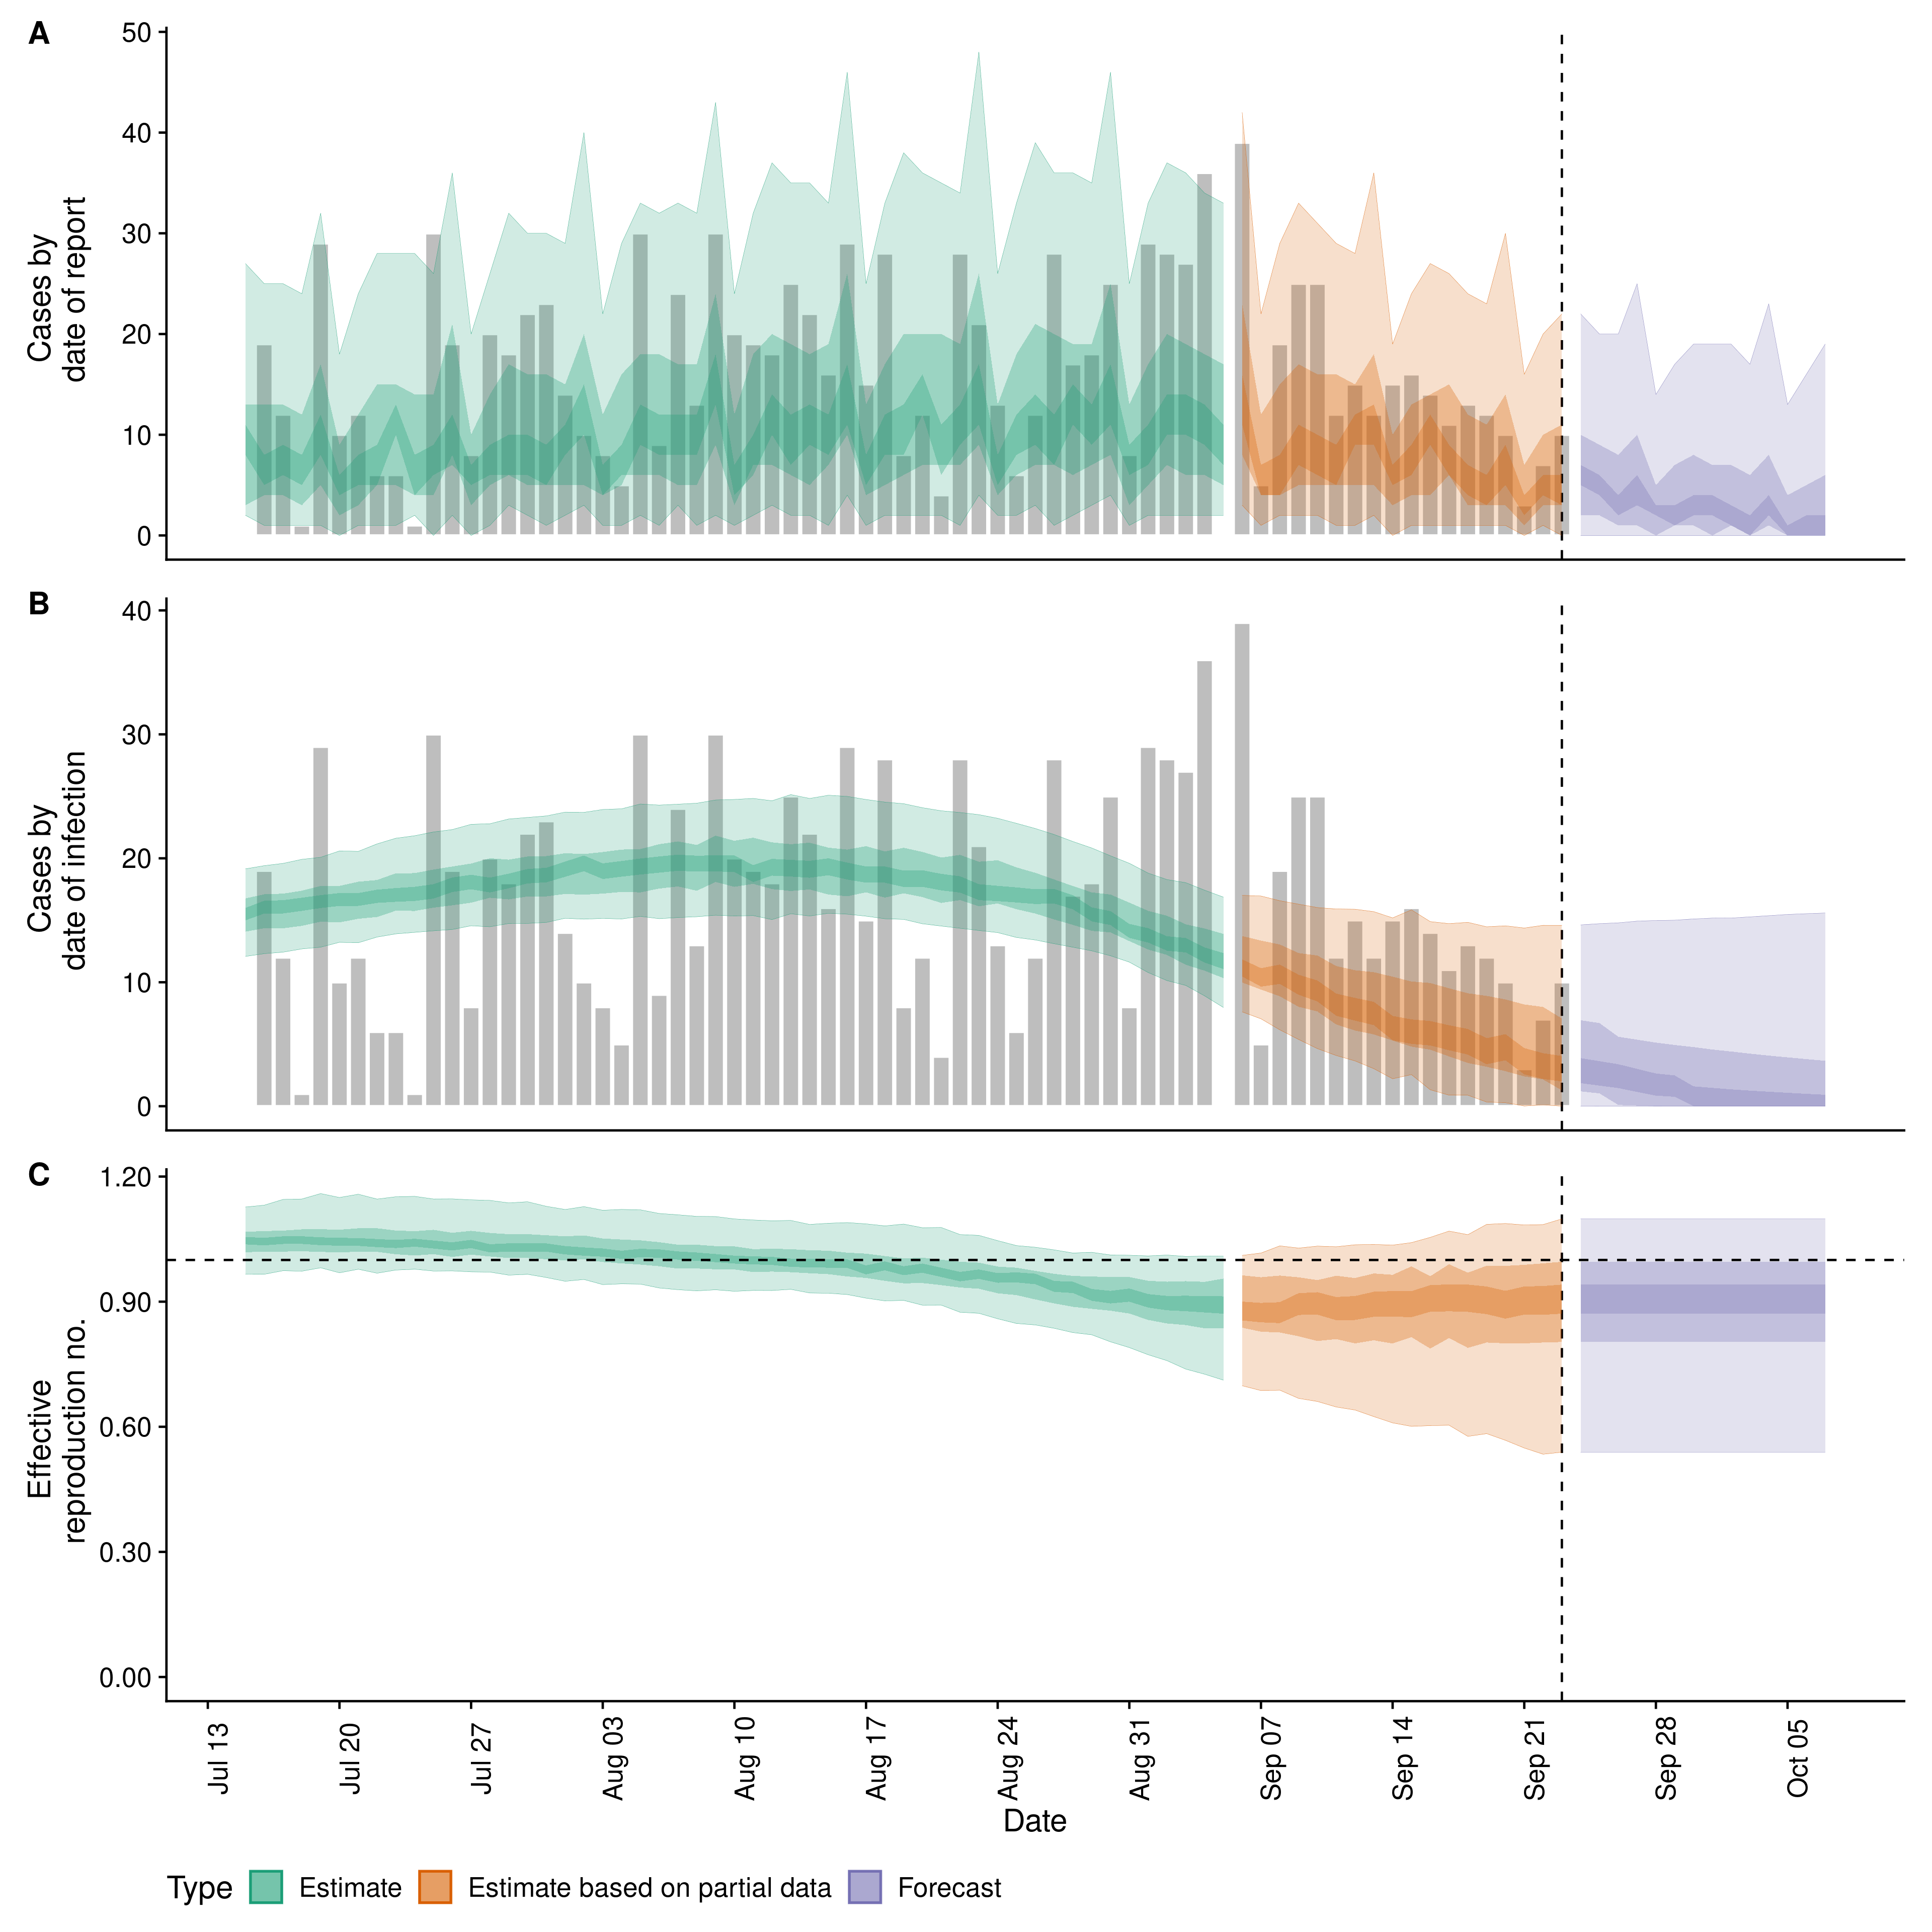 A
50
40
30
20
10
0
Cases by
date of report
B
40
30
20
10
0
Cases by
date of infection
C
1.20
0.90
0.60
0.30
0.00
Effective
reproduction no.
Jul 13
Jul 20
Jul 27
Aug 03
Aug 10
Aug 17
Aug 24
Aug 31
Sep 07
Sep 14
Sep 21
Sep 28
Oct 05
Date
Type Estimate Estimate based on partial data Forecast